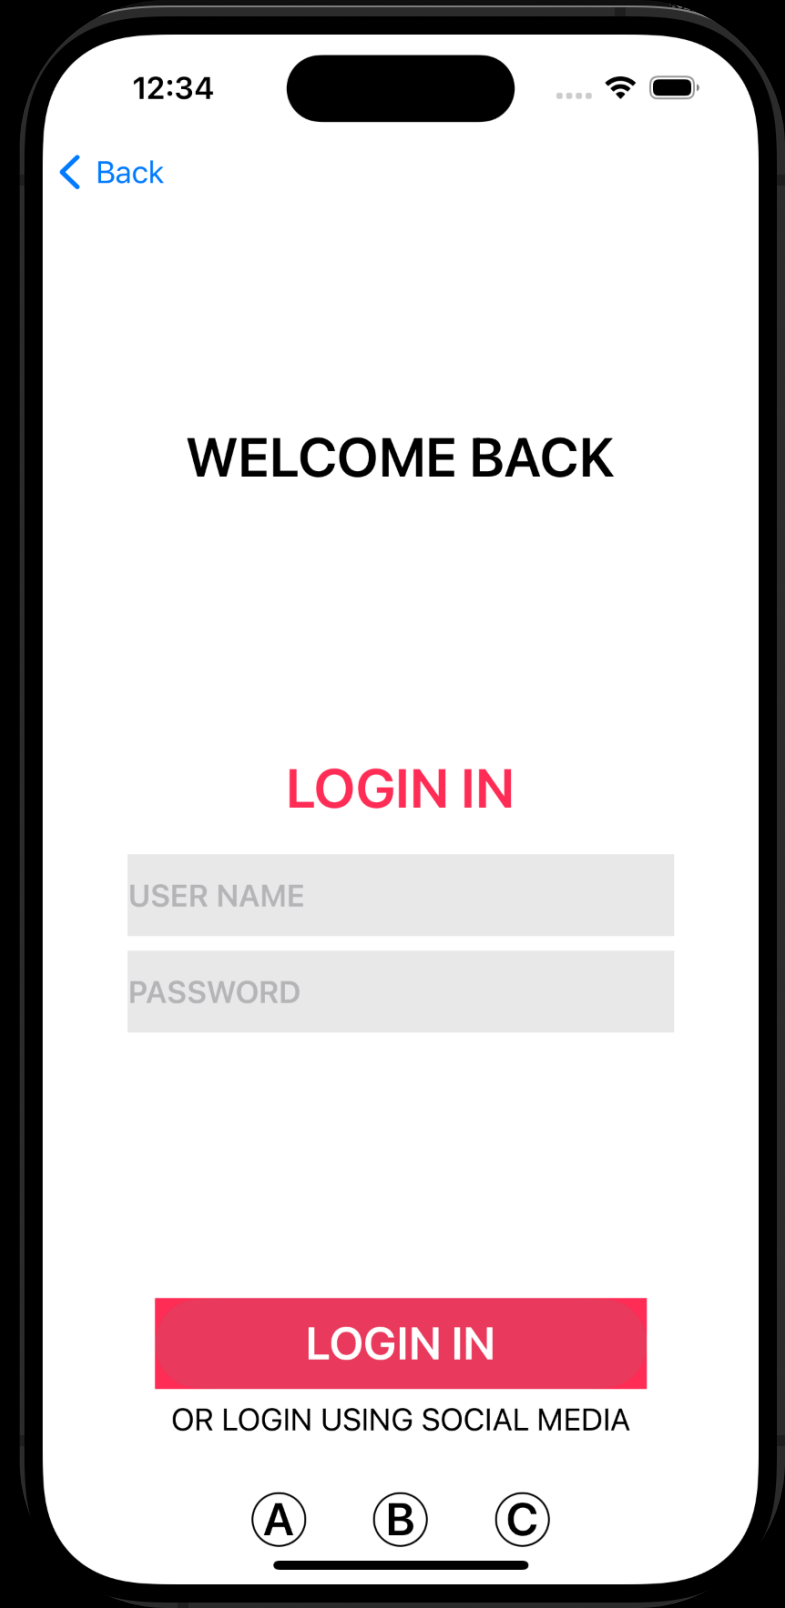 12:34
Back
WELCOME BACK
LOGIN IN
USER NAME
PASSWORD
LOGIN IN
OR LOGIN USING SOCIAL MEDIA
A B C